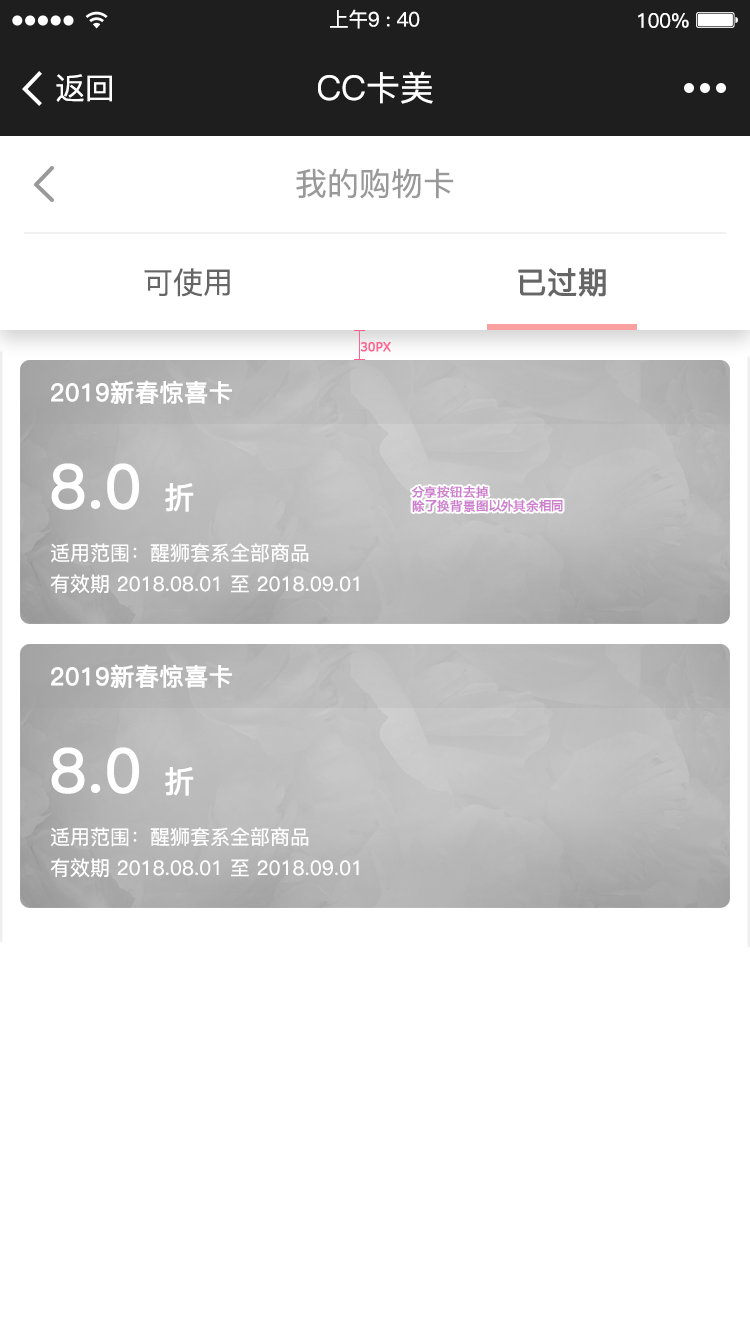 上午9 : 40
100%
返回
CC卡美
我的购物卡
可使用
已过期
30PX
2019新春惊喜卡
8.0 折
分享按钮去掉
除了换背景图以外其余相同
适用范围：醒狮套系全部商品
有效期 2018.08.01 至 2018.09.01
2019新春惊喜卡
8.0 折
适用范围：醒狮套系全部商品
有效期 2018.08.01 至 2018.09.01